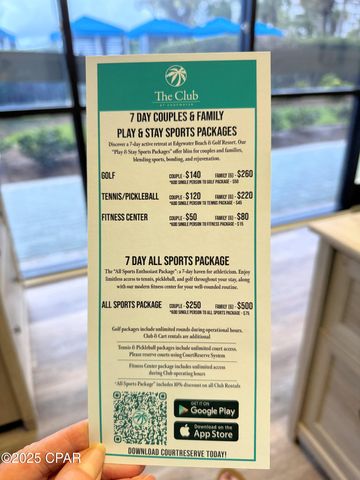 The Club
AT EDGEWATER
7 DAY COUPLES & FAMILY
PLAY & STAY SPORTS PACKAGES
Discover a 7-day active retreat at Edgewater Beach & Golf Resort. Our
"Play & Stay Sports Packages" offer bliss for couples and families,
blending sports, bonding, and rejuvenation.
GOLF COUPLE - $140 FAMILY (6) - $260
*ADD SINGLE PERSON TO GOLF PACKAGE - $50
TENNIS/PICKLEBALL COUPLE - $120 FAMILY (6) - $220
*ADD SINGLE PERSON TO TENNIS PACKAGE - $45
FITNESS CENTER COUPLE - $50 FAMILY (6) - $80
*ADD SINGLE PERSON TO FITNESS PACKAGE - $15
7 DAY ALL SPORTS PACKAGE
The "All Sports Enthusiast Package": a 7-day haven for athleticism. Enjoy
limitless access to tennis, pickleball, and golf throughout your stay, along
with our modern fitness center for your well-rounded routine.
ALL SPORTS PACKAGE COUPLE - $250 FAMILY (6) - $500
*ADD SINGLE PERSON TO ALL SPORTS PACKAGE - $75
Golf packages include unlimited rounds during operational hours.
Club & Cart rentals are additional
Tennis & Pickleball packages include unlimited court access.
Please reserve courts using CourtReserve System
Fitness Center package includes unlimited access
during Club operating hours
"All Sports Package" includes 10% discount on all Club Rentals
GET IT ON
Google Play
Download on the
App Store
DOWNLOAD COURTRESERVE TODAY!
©2025 CPAR